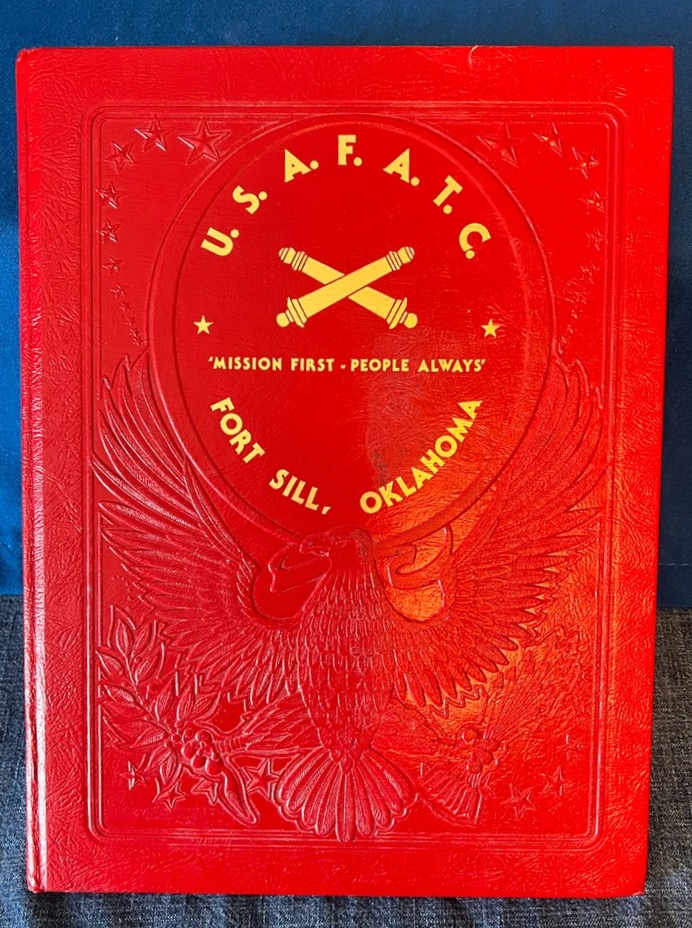 U.S. A.F.A.T.C.
'MISSION FIRST - PEOPLE ALWAYS'
FORT SILL, OKLAHOMA